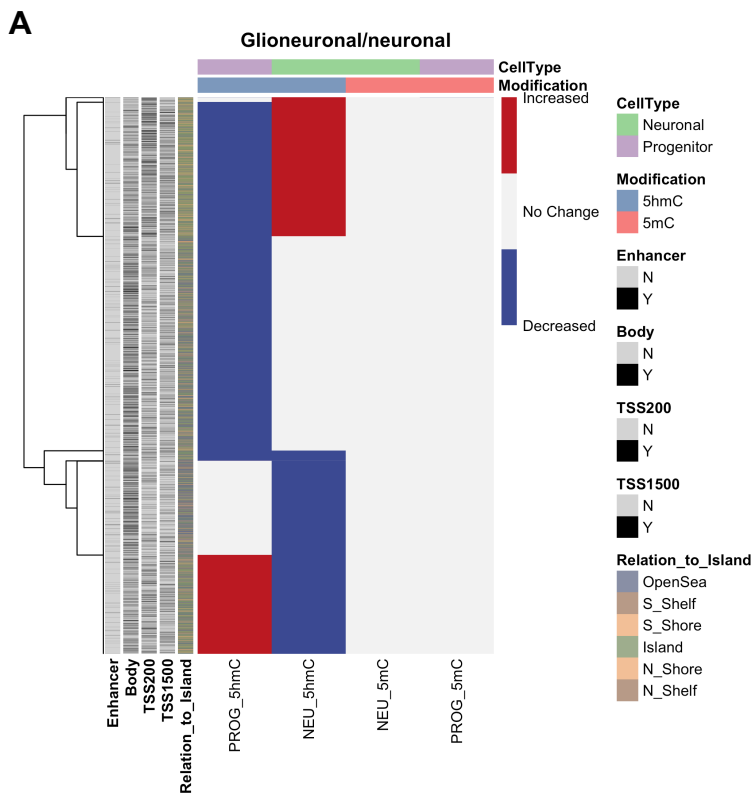 A
Glioneuronal/neuronal
CellType
Modification
Increased
No Change
Decreased
CellType
Neuronal
Progenitor
Modification
5hmC
5mC
Enhancer
N
Y
Body
N
Y
TSS200
N
Y
TSS1500
N
Y
Relation_to_Island
OpenSea
S_Shelf
S_Shore
Island
N_Shore
N_Shelf
Enhancer
Body
TSS200
TSS1500
Relation_to_Island
PROG_5hmC
NEU_5hmC
NEU_5mC
PROG_5mC